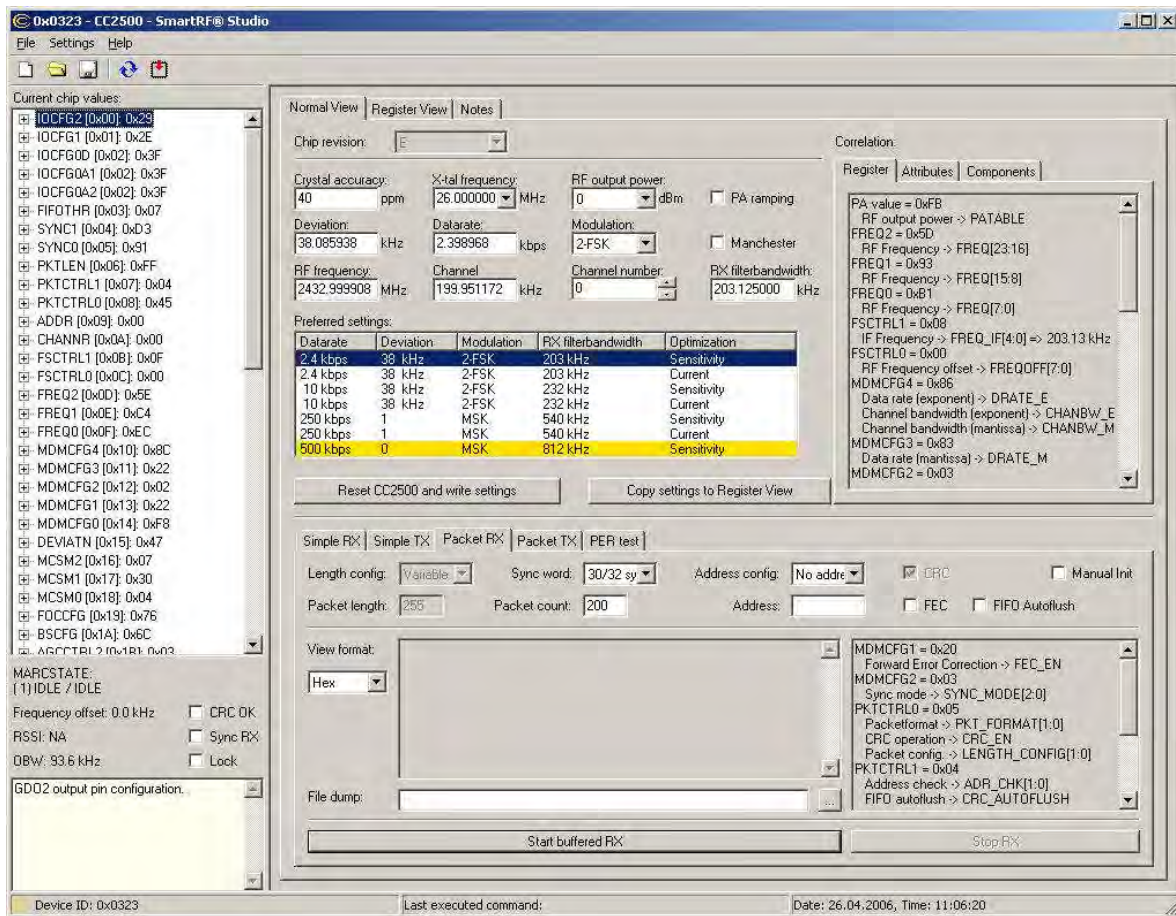 0x0323 - CC2500 - SmartRF® Studio
File Settings Help
Current chip values:
IOCFG2 [0x00]: 0x29
IOCFG1 [0x01]: 0x2E
IOCFG0D [0x02]: 0x3F
IOCFG0A1 [0x02]: 0x3F
IOCFG0A2 [0x02]: 0x3F
FIFOTHR [0x03]: 0x07
SYNC1 [0x04]: 0xD3
SYNC0 [0x05]: 0x91
PKTLEN [0x06]: 0xFF
PKTCTRL1 [0x07]: 0x04
PKTCTRL0 [0x08]: 0x45
ADDR [0x09]: 0x00
CHANNR [0x0A]: 0x00
FSCTRL1 [0x0B]: 0x0F
FSCTRL0 [0x0C]: 0x00
FREQ2 [0x0D]: 0x5E
FREQ1 [0x0E]: 0xC4
FREQ0 [0x0F]: 0xEC
MDMCFG4 [0x10]: 0x8C
MDMCFG3 [0x11]: 0x22
MDMCFG2 [0x12]: 0x02
MDMCFG1 [0x13]: 0x22
MDMCFG0 [0x14]: 0xF8
DEVIATN [0x15]: 0x47
MCSM2 [0x16]: 0x07
MCSM1 [0x17]: 0x30
MCSM0 [0x18]: 0x04
FOCCFG [0x19]: 0x76
BSCFG [0x1A]: 0x6C
AGCCTRL2 [0x1B]: 0x03
MARCSTATE:
(1) IDLE / IDLE
Frequency offset: 0.0 kHz CRC OK
RSSI: NA Sync RX
OBW: 93.6 kHz Lock
GDO2 output pin configuration.
Normal View Register View Notes
Chip revision: E
Crystal accuracy: X-tal frequency: RF output power:
40 ppm 26.000000 MHz 0 dBm PA ramping
Deviation: Datarate: Modulation:
38.085938 kHz 2.398968 kbps 2-FSK Manchester
RF frequency: Channel Channel number: RX filterbandwidth:
2432.999908 MHz 199.951172 kHz 0 203.125000 kHz
Preferred settings:
Datarate Deviation Modulation RX filterbandwidth Optimization
2.4 kbps 38 kHz 2-FSK 203 kHz Sensitivity
2.4 kbps 38 kHz 2-FSK 203 kHz Current
10 kbps 38 kHz 2-FSK 232 kHz Sensitivity
10 kbps 38 kHz 2-FSK 232 kHz Current
250 kbps 1 MSK 540 kHz Sensitivity
250 kbps 1 MSK 540 kHz Current
500 kbps 0 MSK 812 kHz Sensitivity
Reset CC2500 and write settings Copy settings to Register View
Correlation:
Register Attributes Components
PA value = 0xFB
RF output power -> PATABLE
FREQ2 = 0x5D
RF Frequency -> FREQ[23:16]
FREQ1 = 0x93
RF Frequency -> FREQ[15:8]
FREQ0 = 0xB1
RF Frequency -> FREQ[7:0]
FSCTRL1 = 0x08
IF Frequency -> FREQ_IF[4:0] => 203.13 kHz
FSCTRL0 = 0x00
RF Frequency offset -> FREQOFF[7:0]
MDMCFG4 = 0x86
Data rate (exponent) -> DRATE_E
Channel bandwidth (exponent) -> CHANBW_E
Channel bandwidth (mantissa) -> CHANBW_M
MDMCFG3 = 0x83
Data rate (mantissa) -> DRATE_M
MDMCFG2 = 0x03
Simple RX Simple TX Packet RX Packet TX PER test
Length config: Variable Sync word: 30/32 sy Address config: No addre CRC Manual Init
Packet length: 255 Packet count: 200 Address: FEC FIFO Autoflush
View format:
Hex
File dump: ...
MDMCFG1 = 0x20
Forward Error Correction -> FEC_EN
MDMCFG2 = 0x03
Sync mode -> SYNC_MODE[2:0]
PKTCTRL0 = 0x05
Packetformat -> PKT_FORMAT[1:0]
CRC operation -> CRC_EN
Packet config. -> LENGTH_CONFIG[1:0]
PKTCTRL1 = 0x04
Address check -> ADR_CHK[1:0]
FIFO autoflush -> CRC_AUTOFLUSH
Start buffered RX Stop RX
Device ID: 0x0323 Last executed command: Date: 26.04.2006, Time: 11:06:20